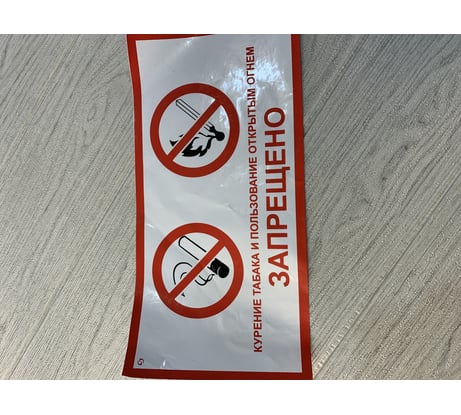 КУРЕНИЕ ТАБАКА И ПОЛЬЗОВАНИЕ ОТКРЫТЫМ ОГНЕМ
ЗАПРЕЩЕНО